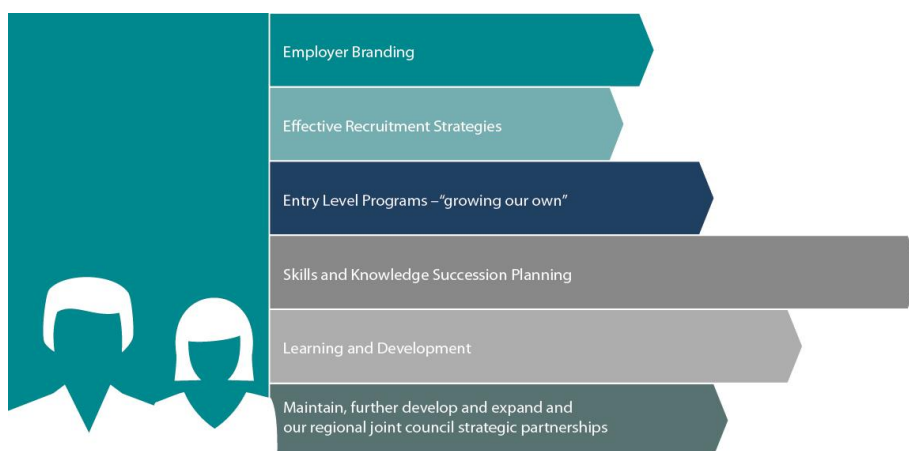 Employer Branding
Effective Recruitment Strategies
Entry Level Programs –“growing our own”
Skills and Knowledge Succession Planning
Learning and Development
Maintain, further develop and expand and
our regional joint council strategic partnerships